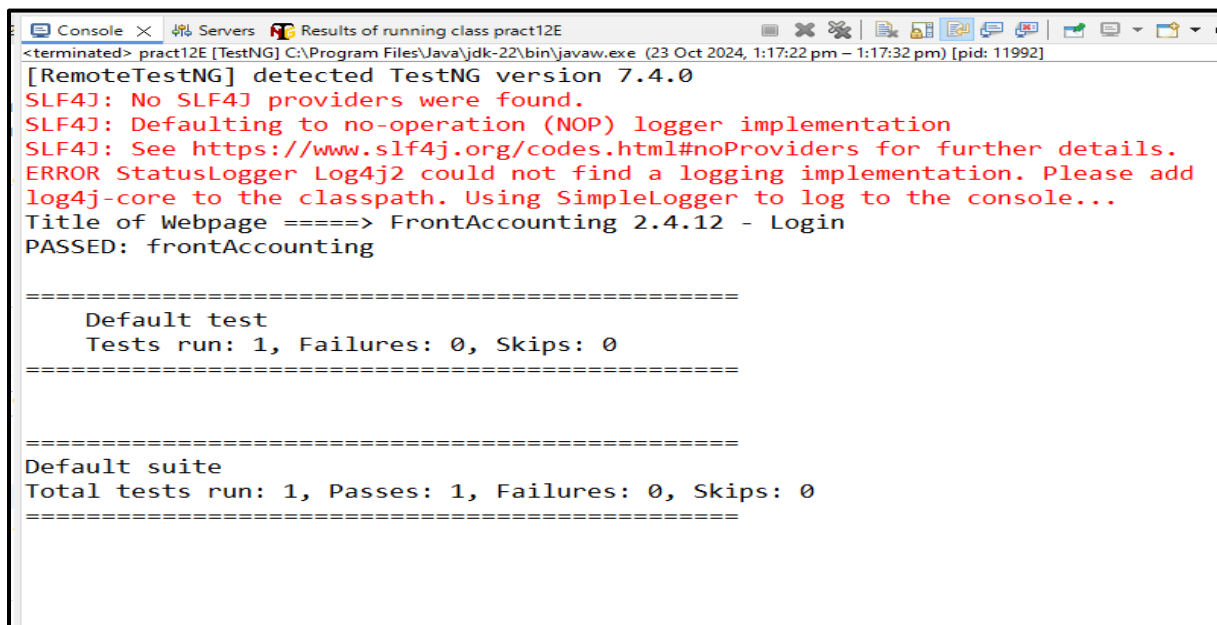 Console Servers Results of running class pract12E
<terminated> pract12E [TestNG] C:\Program Files\Java\jdk-22\bin\javaw.exe (23 Oct 2024, 1:17:22 pm – 1:17:32 pm) [pid: 11992]
[RemoteTestNG] detected TestNG version 7.4.0
SLF4J: No SLF4J providers were found.
SLF4J: Defaulting to no-operation (NOP) logger implementation
SLF4J: See https://www.slf4j.org/codes.html#noProviders for further details.
ERROR StatusLogger Log4j2 could not find a logging implementation. Please add
log4j-core to the classpath. Using SimpleLogger to log to the console...
Title of Webpage =====> FrontAccounting 2.4.12 - Login
PASSED: frontAccounting
===============================================
Default test
Tests run: 1, Failures: 0, Skips: 0
===============================================
===============================================
Default suite
Total tests run: 1, Passes: 1, Failures: 0, Skips: 0
===============================================